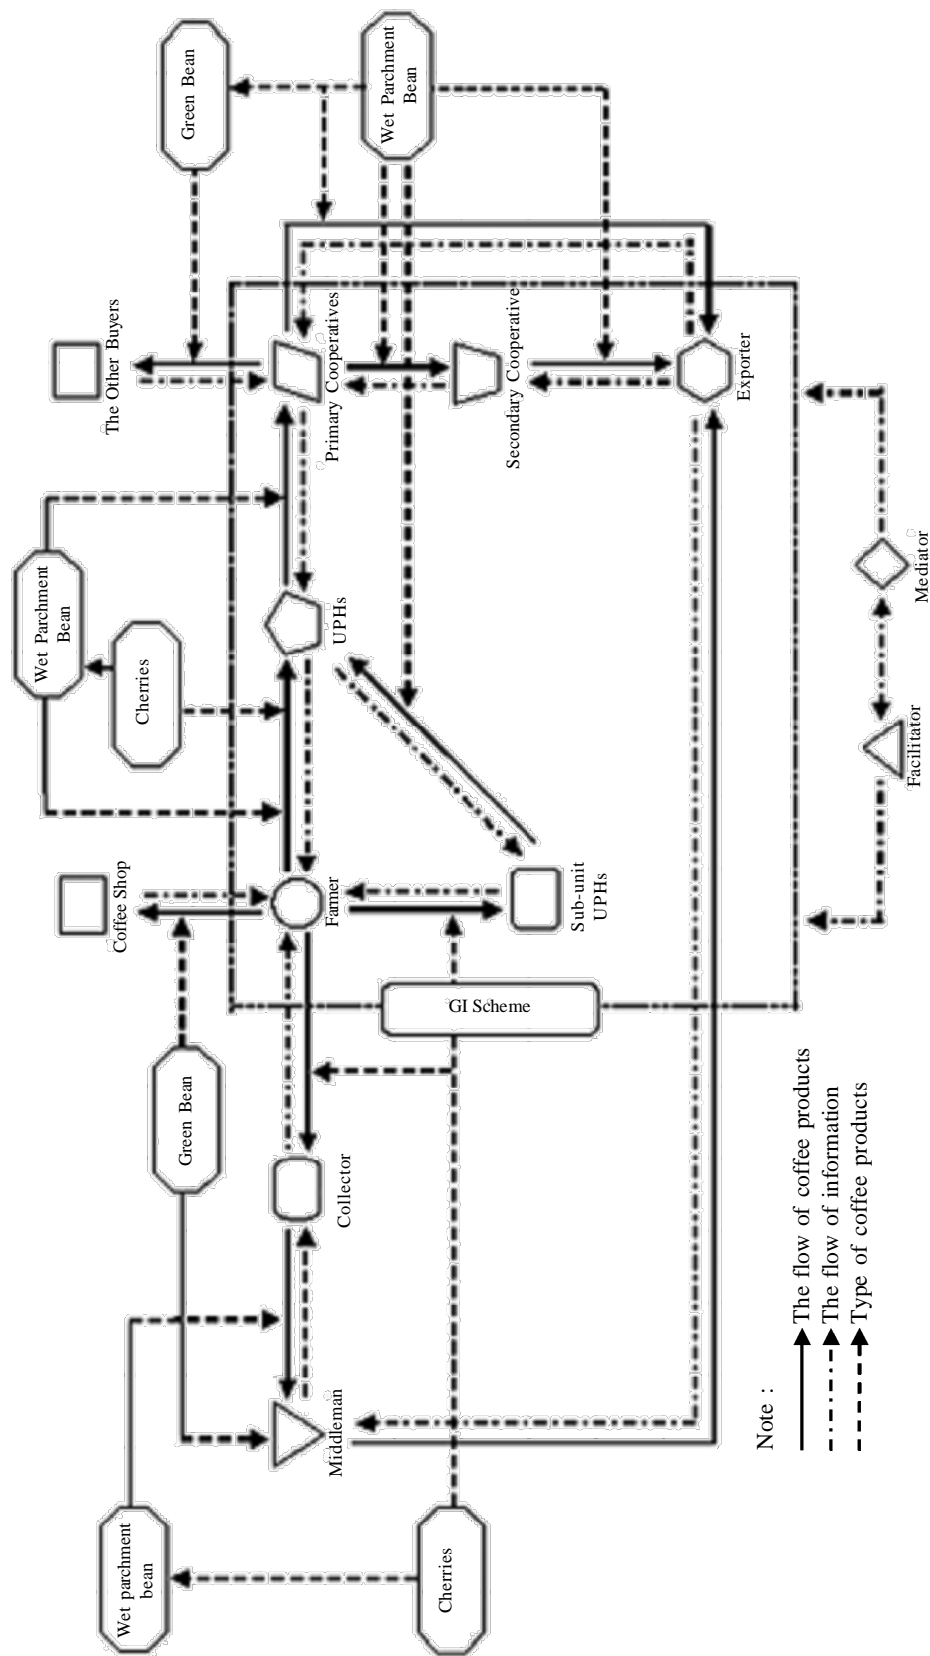 Wet parchment
bean
Cherries
Green Bean
Middleman
Collector
GI Scheme
Coffee Shop
Farmer
Sub-unit
UPHs
Wet Parchment
Bean
Cherries
UPHs
The Other Buyers
Primary Cooperatives
Secondary Cooperative
Exporter
Green Bean
Wet Parchment
Bean
Facilitator
Mediator
Note :
The flow of coffee products
The flow of information
Type of coffee products